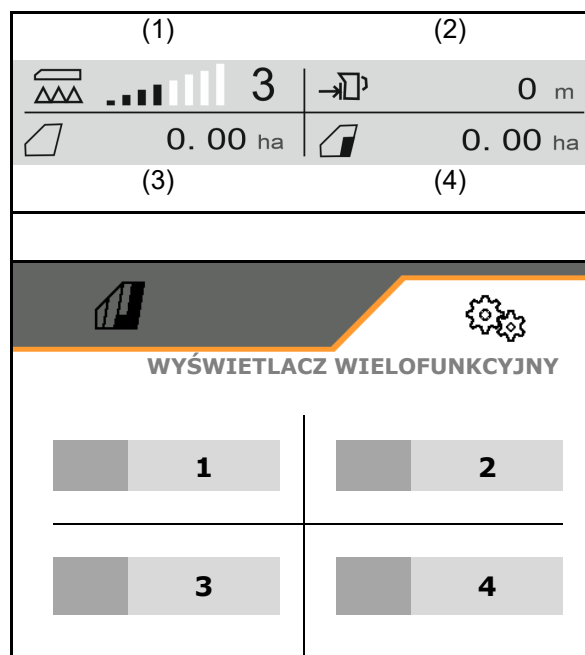 (1) (2)
3 0 m
0.00 ha 0.00 ha
(3) (4)
WYŚWIETLACZ WIELOFUNKCYJNY
1 2
3 4